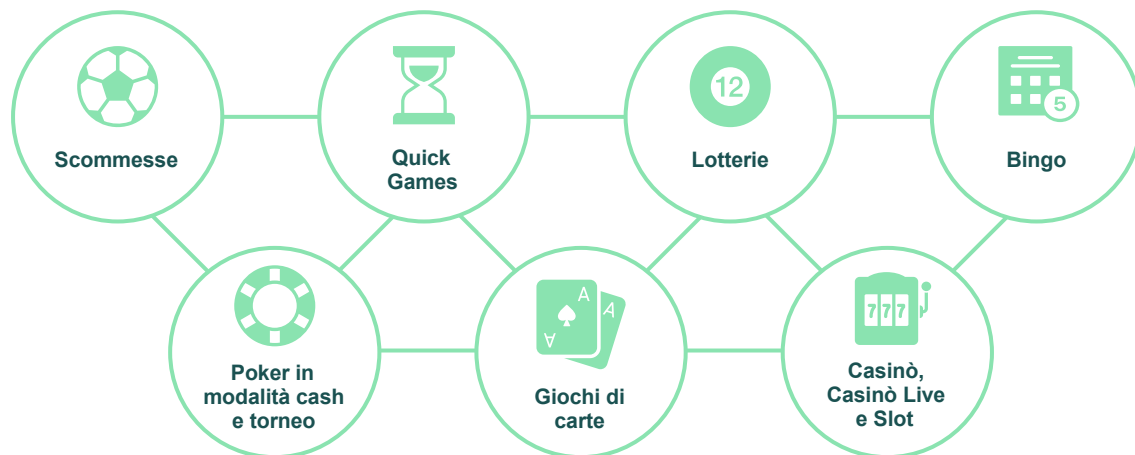 12
5
Scommesse
Quick
Games
Lotterie
Bingo
A
A
A
777
Poker in
modalità cash
e torneo
Giochi di
carte
Casinò,
Casinò Live
e Slot